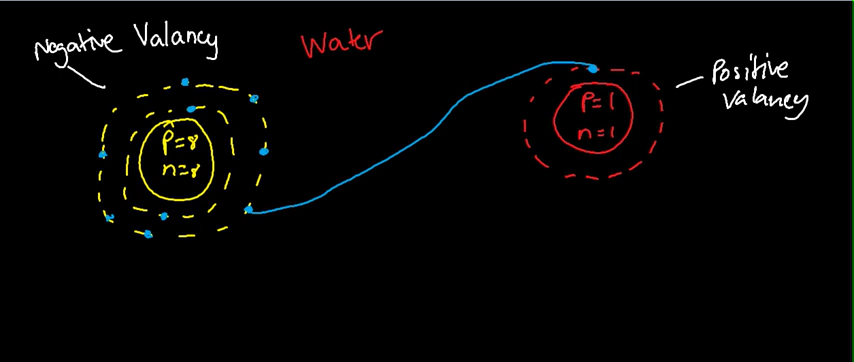 Negative Valancy
Water
Positive
Valancy
P=8
n=8
P=1
n=1